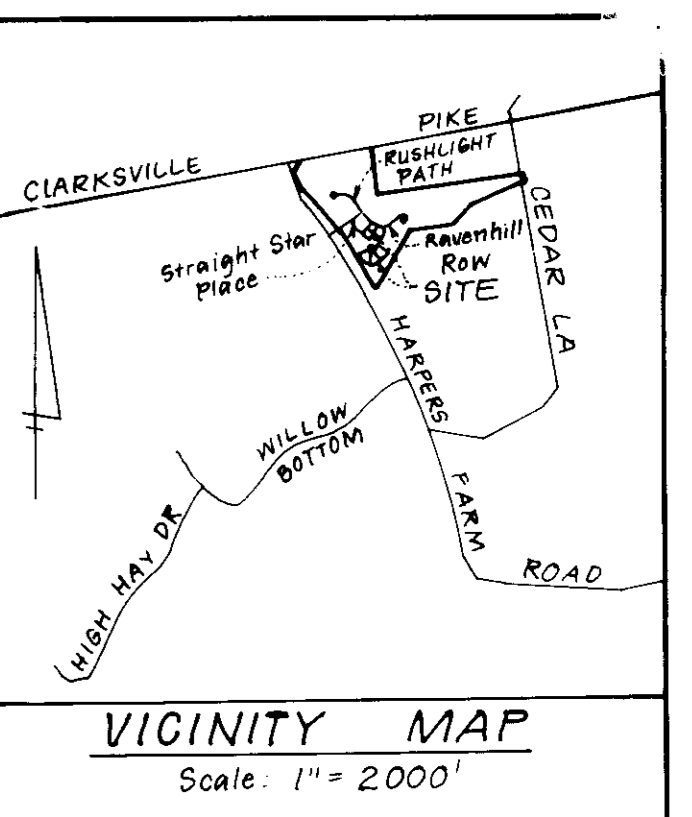 CLARKSVILLE PIKE
RUSHLIGHT
PATH
CEDAR LA
Straight Star
Place
Ravenhill
Row
SITE
HARPERS FARM ROAD
WILLOW
BOTTOM
HIGH HAY DR
VICINITY MAP
Scale: 1" = 2000'